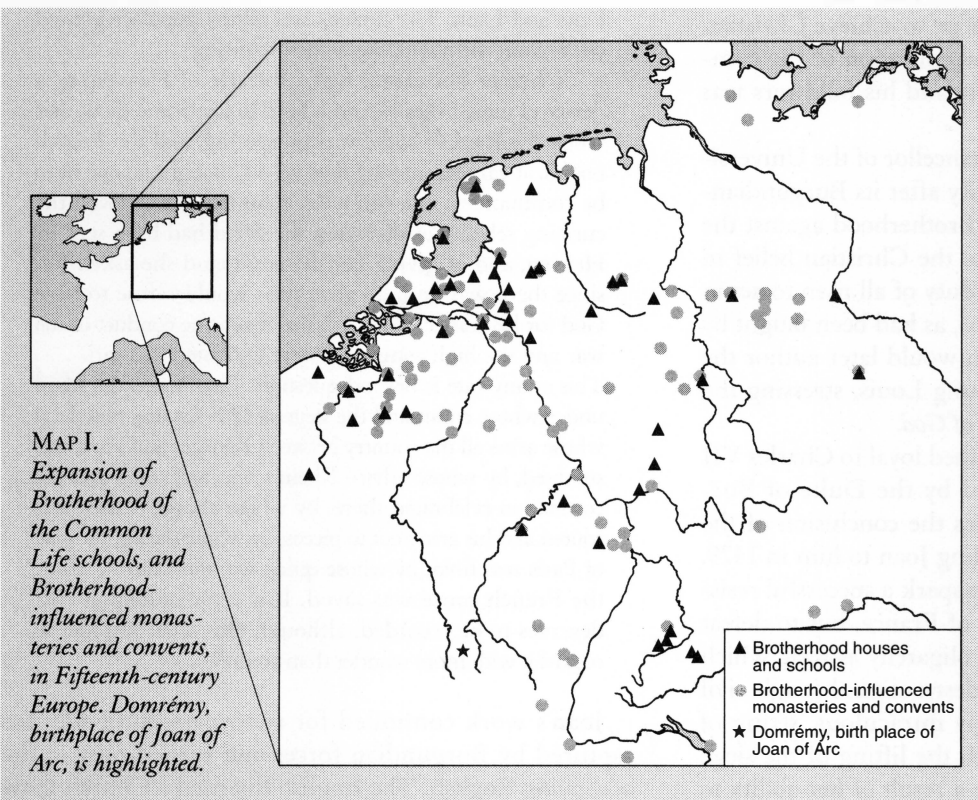 MAP I.
Expansion of
Brotherhood of
the Common
Life schools, and
Brotherhood-
influenced monas-
teries and convents,
in Fifteenth-century
Europe. Domrémy,
birthplace of Joan of
Arc, is highlighted.
Brotherhood houses
and schools
Brotherhood-influenced
monasteries and convents
Domrémy, birth place of
Joan of Arc